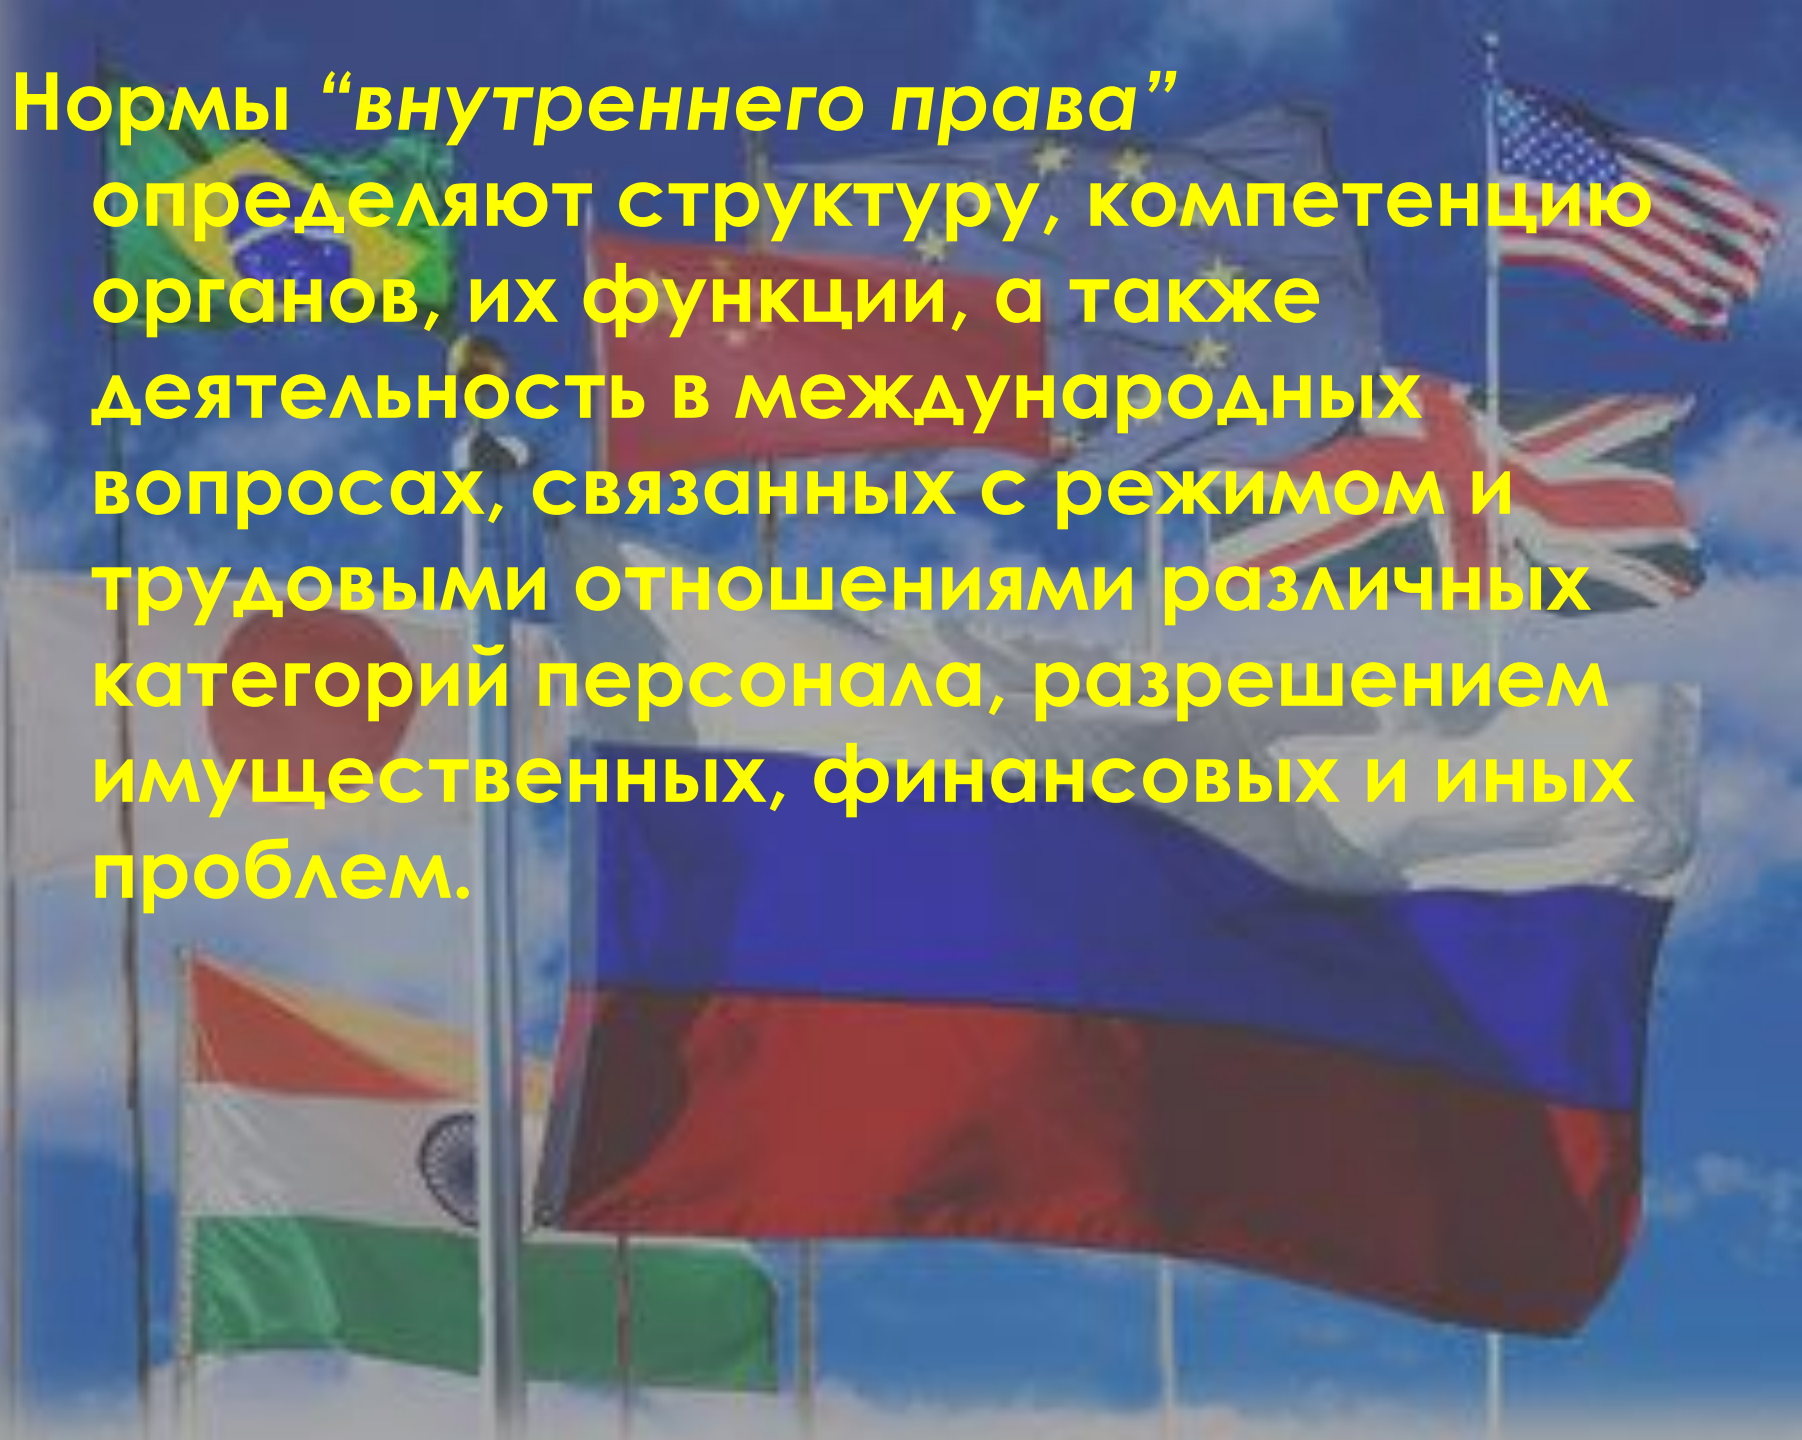 Нормы “внутреннего права”
определяют структуру, компетенцию
органов, их функции, а также
деятельность в международных
вопросах, связанных с режимом и
трудовыми отношениями различных
категорий персонала, разрешением
имущественных, финансовых и иных
проблем.